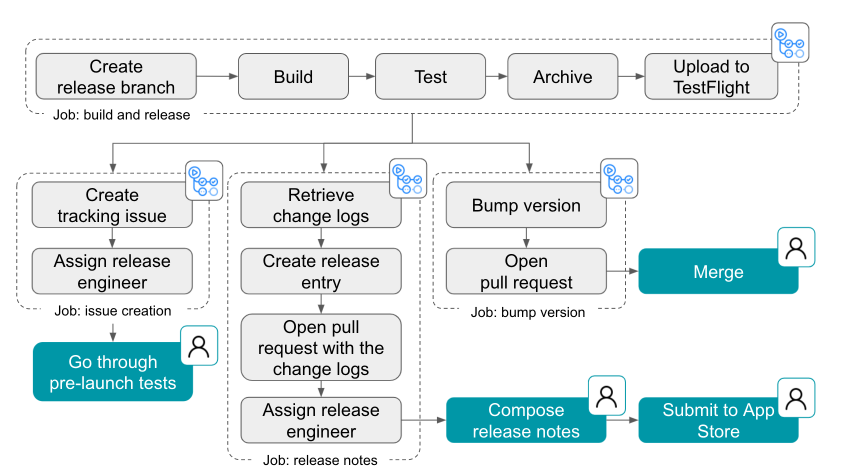 Create
release branch
Build
Test
Archive
Upload to
TestFlight
Job: build and release
Create
tracking issue
Assign release
engineer
Job: issue creation
Go through
pre-launch tests
Retrieve
change logs
Create release
entry
Open pull
request with the
change logs
Assign release
engineer
Job: release notes
Bump version
Open
pull request
Job: bump version
Merge
Compose
release notes
Submit to App
Store